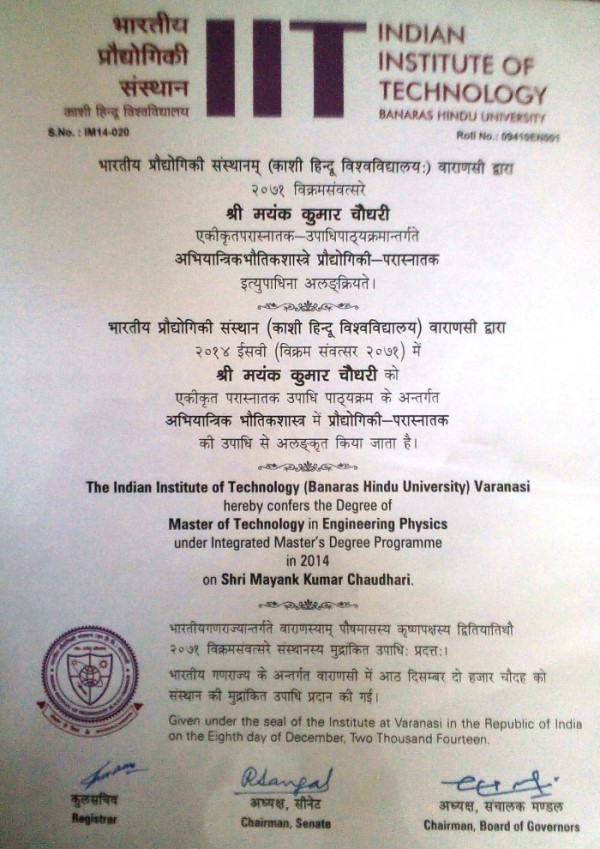 भारतीय
प्रौद्योगिकी
संस्थान
काशी हिन्दू विश्वविद्यालय
IIT
INDIAN
INSTITUTE OF
TECHNOLOGY
BANARAS HINDU UNIVERSITY
S.No. : IM14-020
Roll No.: 09410EN001
भारतीय प्रौद्योगिकी संस्थानम् (काशी हिन्दू विश्वविद्यालयः) वाराणसी द्वारा
२०७१ विक्रमसंवत्सरे
श्री मयंक कुमार चौधरी
एकीकृतपरास्नातक–उपाधिपाठ्यक्रमान्तर्गते
अभियान्त्रिकभौतिकशास्त्रे प्रौद्योगिकी–परास्नातक
इत्युपाधिना अलङ्क्रियते।
भारतीय प्रौद्योगिकी संस्थान (काशी हिन्दू विश्वविद्यालय) वाराणसी द्वारा
२०१४ ईसवी (विक्रम संवत्सर २०७१) में
श्री मयंक कुमार चौधरी को
एकीकृत परास्नातक उपाधि पाठ्यक्रम के अन्तर्गत
अभियान्त्रिक भौतिकशास्त्र में प्रौद्योगिकी–परास्नातक
की उपाधि से अलङ्कृत किया जाता है।
The Indian Institute of Technology (Banaras Hindu University) Varanasi
hereby confers the Degree of
Master of Technology in Engineering Physics
under Integrated Master's Degree Programme
in 2014
on Shri Mayank Kumar Chaudhari.
भारतीयगणराज्यान्तर्गते वाराणस्याम् पौषमासस्य कृष्णपक्षस्य द्वितियातिथौ
२०७१ विक्रमसंवत्सरे संस्थानस्य मुद्रांकित उपाधिः प्रदत्तः।
भारतीय गणराज्य के अन्तर्गत वाराणसी में आठ दिसम्बर दो हजार चौदह को
संस्थान की मुद्रांकित उपाधि प्रदान की गई।
Given under the seal of the Institute at Varanasi in the Republic of India
on the Eighth day of December, Two Thousand Fourteen.
कुलसचिव
Registrar
अध्यक्ष, सीनेट
Chairman, Senate
अध्यक्ष, संचालक मण्डल
Chairman, Board of Governors